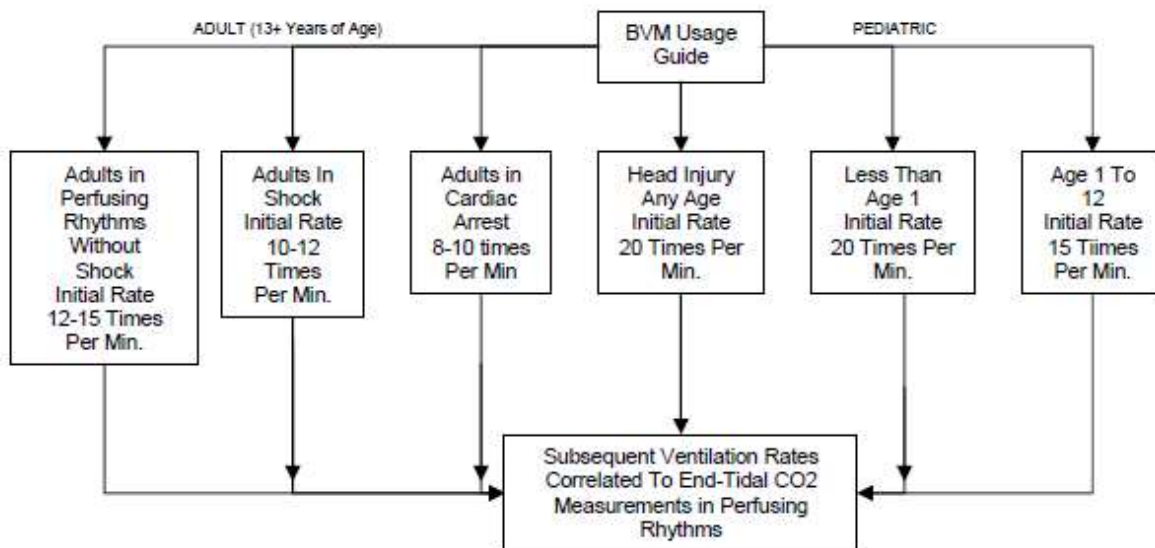 ADULT (13+ Years of Age)
BVM Usage
Guide
PEDIATRIC
Adults in
Perfusing
Rhythms
Without
Shock
Initial Rate
12-15 Times
Per Min.
Adults In
Shock
Initial Rate
10-12
Times
Per Min.
Adults in
Cardiac
Arrest
8-10 times
Per Min
Head Injury
Any Age
Initial Rate
20 Times Per
Min.
Less Than
Age 1
Initial Rate
20 Times Per
Min.
Age 1 To
12
Initial Rate
15 Tiimes
Per Min.
Subsequent Ventilation Rates
Correlated To End-Tidal CO2
Measurements in Perfusing
Rhythms